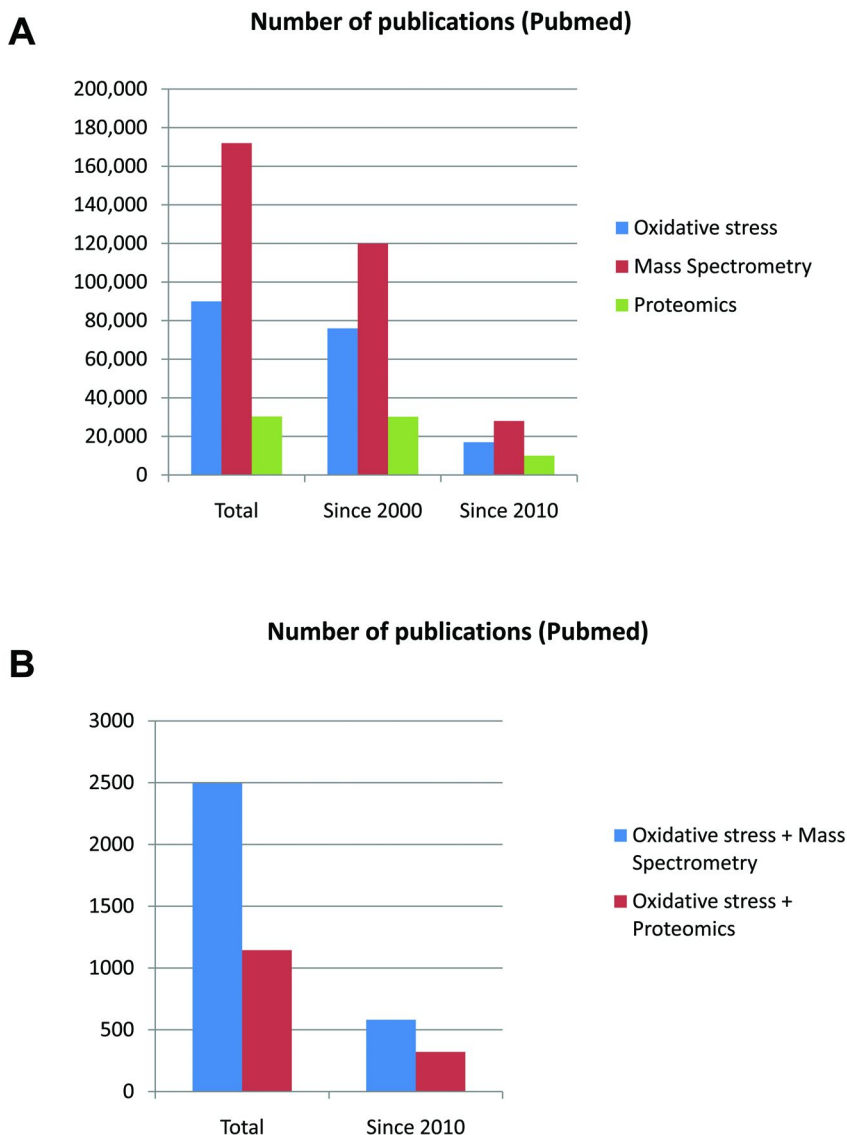 A
Number of publications (Pubmed)
200,000
180,000
160,000
140,000
120,000
100,000
80,000
60,000
40,000
20,000
0
Total
Since 2000
Since 2010
Oxidative stress
Mass Spectrometry
Proteomics
B
Number of publications (Pubmed)
3000
2500
2000
1500
1000
500
0
Total
Since 2010
Oxidative stress + Mass
Spectrometry
Oxidative stress +
Proteomics